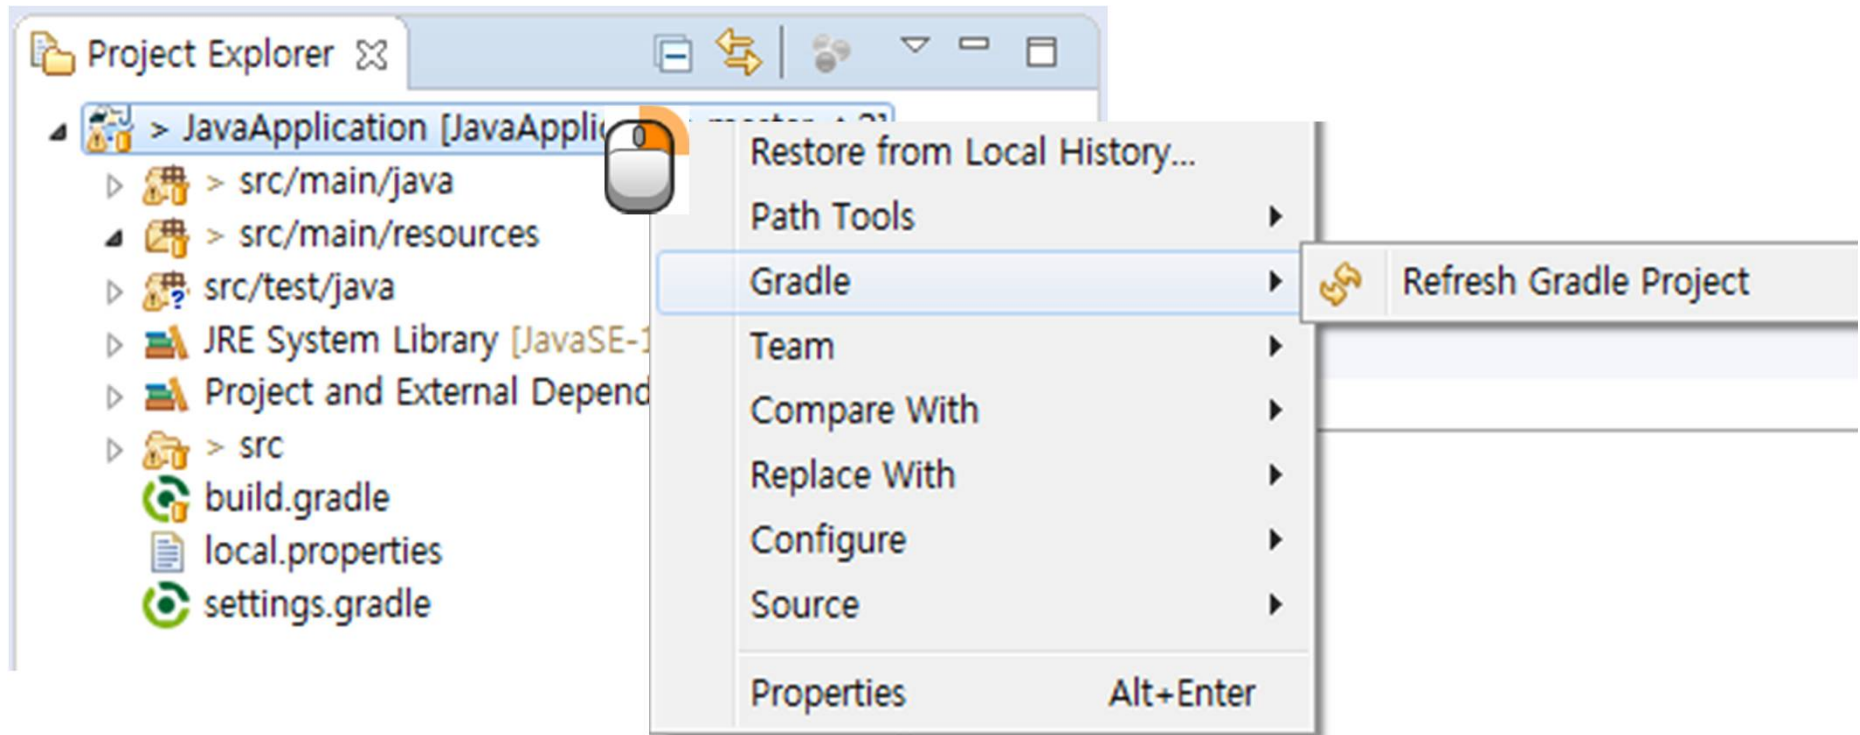 Project Explorer
> JavaApplication [JavaApplic master ↑ 2]
> src/main/java
> src/main/resources
src/test/java
JRE System Library [JavaSE-1
Project and External Depend
> src
build.gradle
local.properties
settings.gradle
Restore from Local History...
Path Tools
Gradle
Team
Compare With
Replace With
Configure
Source
Properties Alt+Enter
Refresh Gradle Project